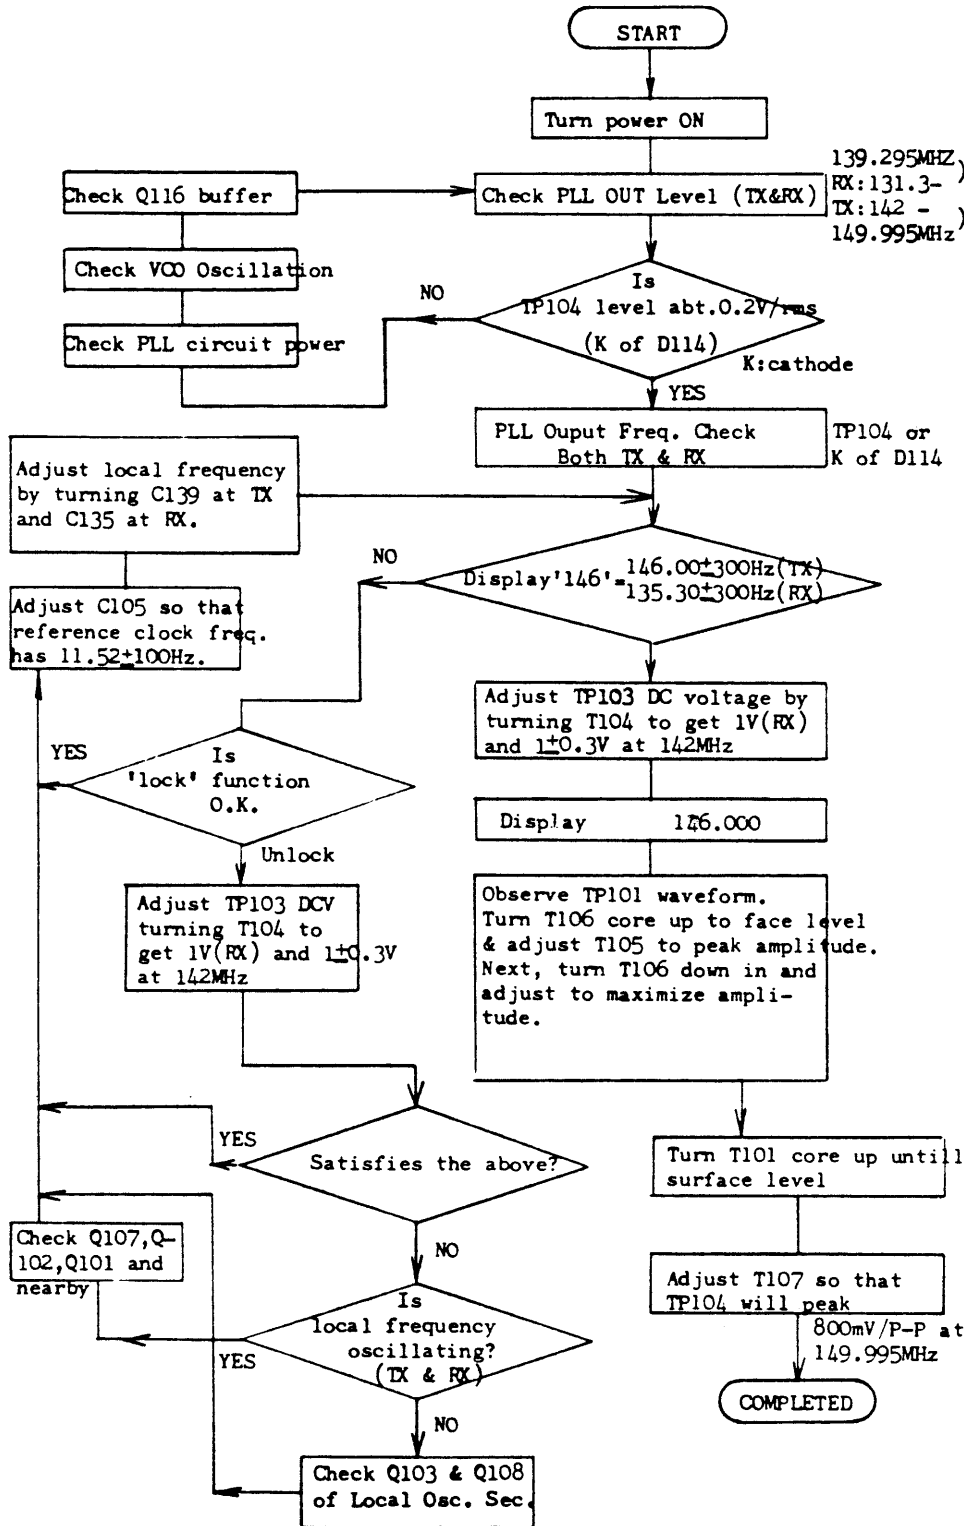 START
Turn power ON
Check Q116 buffer
Check PLL OUT Level (TX&RX)
139.295MHZ
RX:131.3-
TX:142 -
149.995MHz
)
)
Check VCO Oscillation
Check PLL circuit power
NO
Is
TP104 level abt.0.2V/rms
(K of D114)
K:cathode
YES
PLL Ouput Freq. Check
Both TX & RX
TP104 or
K of D114
Adjust local frequency
by turning C139 at TX
and C135 at RX.
NO
Display'146'=
146.00±300Hz(TX)
135.30±300Hz(RX)
Adjust C105 so that
reference clock freq.
has 11.52±100Hz.
Adjust TP103 DC voltage by
turning T104 to get 1V(RX)
and 1±0.3V at 142MHz
YES
Is
'lock' function
O.K.
Unlock
Display 146.000
Adjust TP103 DCV
turning T104 to
get 1V(RX) and 1±0.3V
at 142MHz
Observe TP101 waveform.
Turn T106 core up to face level
& adjust T105 to peak amplitude.
Next, turn T106 down in and
adjust to maximize ampli-
tude.
YES
Satisfies the above?
Turn T101 core up untill
surface level
NO
Check Q107,Q-
102,Q101 and
nearby
Is
local frequency
oscillating?
(TX & RX)
YES
Adjust T107 so that
TP104 will peak
800mV/P-P at
149.995MHz
COMPLETED
NO
Check Q103 & Q108
of Local Osc. Sec.